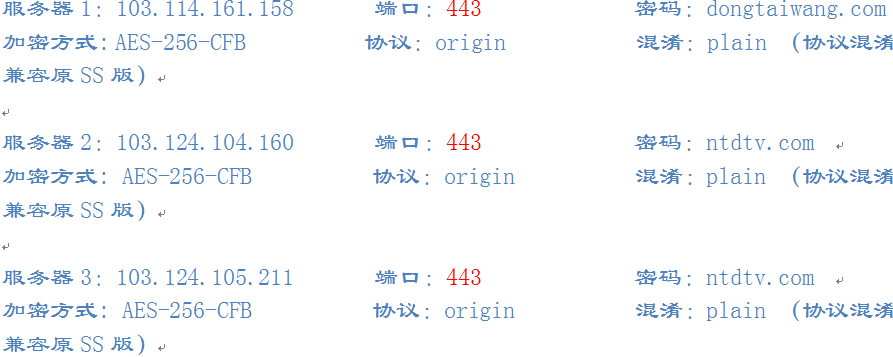 服务器 1: 103.114.161.158 端口: 443 密码: dongtaiwang.com
加密方式: AES-256-CFB 协议: origin 混淆: plain (协议混淆
兼容原 SS 版)
服务器 2: 103.124.104.160 端口: 443 密码: ntdtv.com
加密方式: AES-256-CFB 协议: origin 混淆: plain (协议混淆
兼容原 SS 版)
服务器 3: 103.124.105.211 端口: 443 密码: ntdtv.com
加密方式: AES-256-CFB 协议: origin 混淆: plain (协议混淆
兼容原 SS 版)